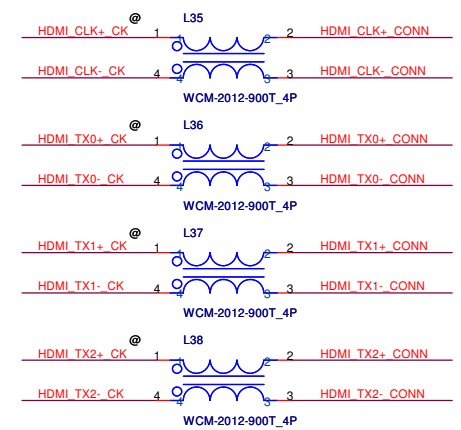 @ L35
HDMI_CLK+_CK 1 1 2 2 HDMI_CLK+_CONN
HDMI_CLK-_CK 4 4 3 3 HDMI_CLK-_CONN
WCM-2012-900T_4P
@ L36
HDMI_TX0+_CK 1 1 2 2 HDMI_TX0+_CONN
HDMI_TX0-_CK 4 4 3 3 HDMI_TX0-_CONN
WCM-2012-900T_4P
@ L37
HDMI_TX1+_CK 1 1 2 2 HDMI_TX1+_CONN
HDMI_TX1-_CK 4 4 3 3 HDMI_TX1-_CONN
WCM-2012-900T_4P
@ L38
HDMI_TX2+_CK 1 1 2 2 HDMI_TX2+_CONN
HDMI_TX2-_CK 4 4 3 3 HDMI_TX2-_CONN
WCM-2012-900T_4P